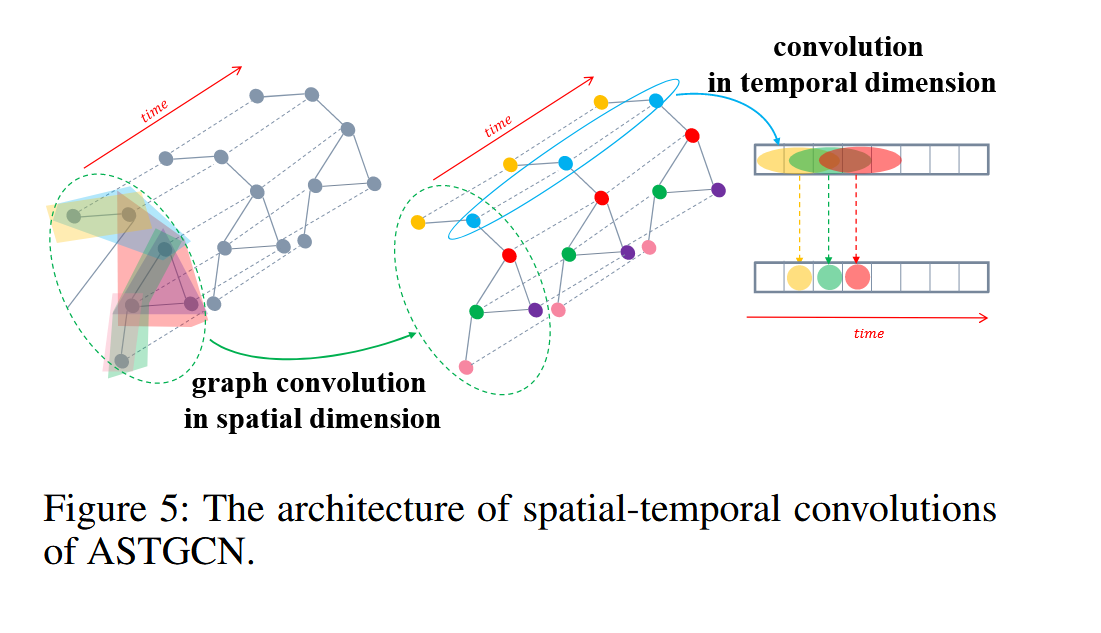 convolution
in temporal dimension
time
time
time
graph convolution
in spatial dimension
Figure 5: The architecture of spatial-temporal convolutions
of ASTGCN.